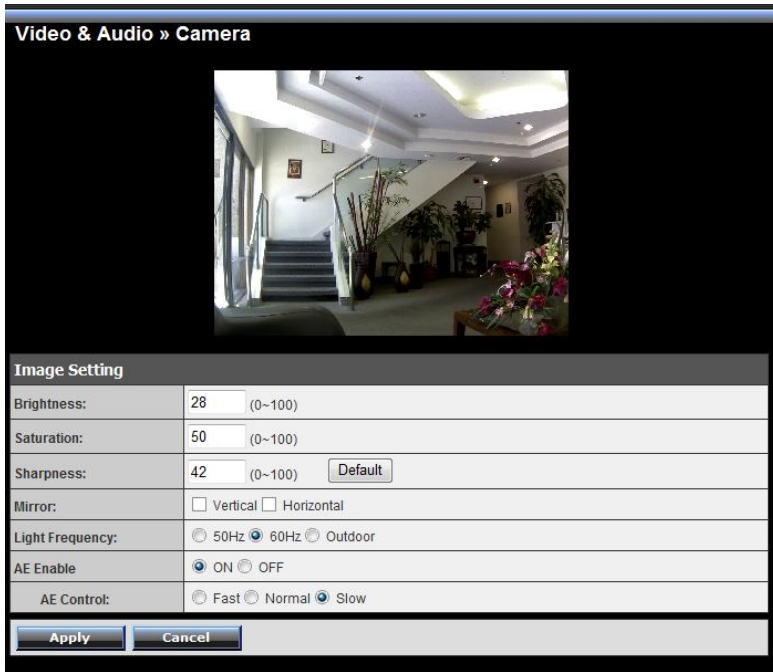 Video & Audio » Camera
Image Setting
Brightness: 28 (0~100)
Saturation: 50 (0~100)
Sharpness: 42 (0~100) Default
Mirror: Vertical Horizontal
Light Frequency: 50Hz 60Hz Outdoor
AE Enable ON OFF
AE Control: Fast Normal Slow
Apply Cancel